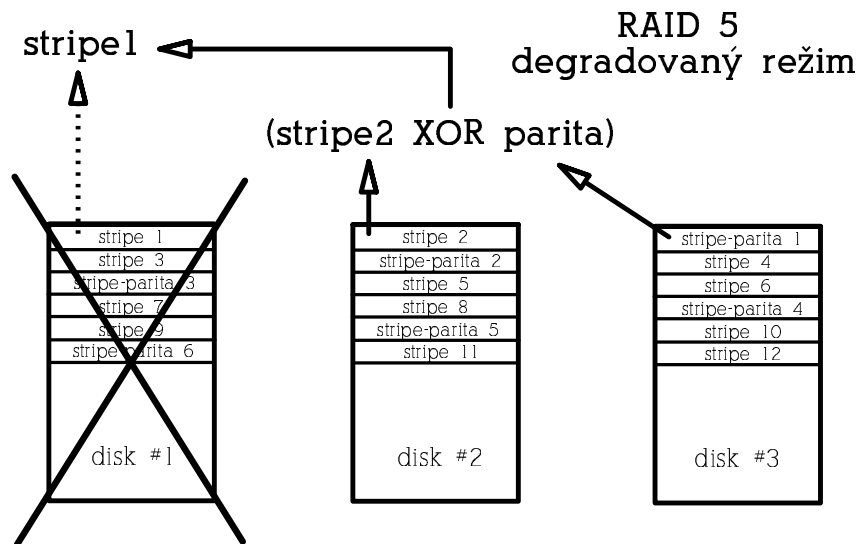 RAID 5
degradovaný režim
stripe1
(stripe2 XOR parita)
stripe 1
stripe 3
stripe-parita 3
stripe 7
stripe 9
stripe-parita 6
disk #1
stripe 2
stripe-parita 2
stripe 5
stripe 8
stripe-parita 5
stripe 11
disk #2
stripe-parita 1
stripe 4
stripe 6
stripe-parita 4
stripe 10
stripe 12
disk #3